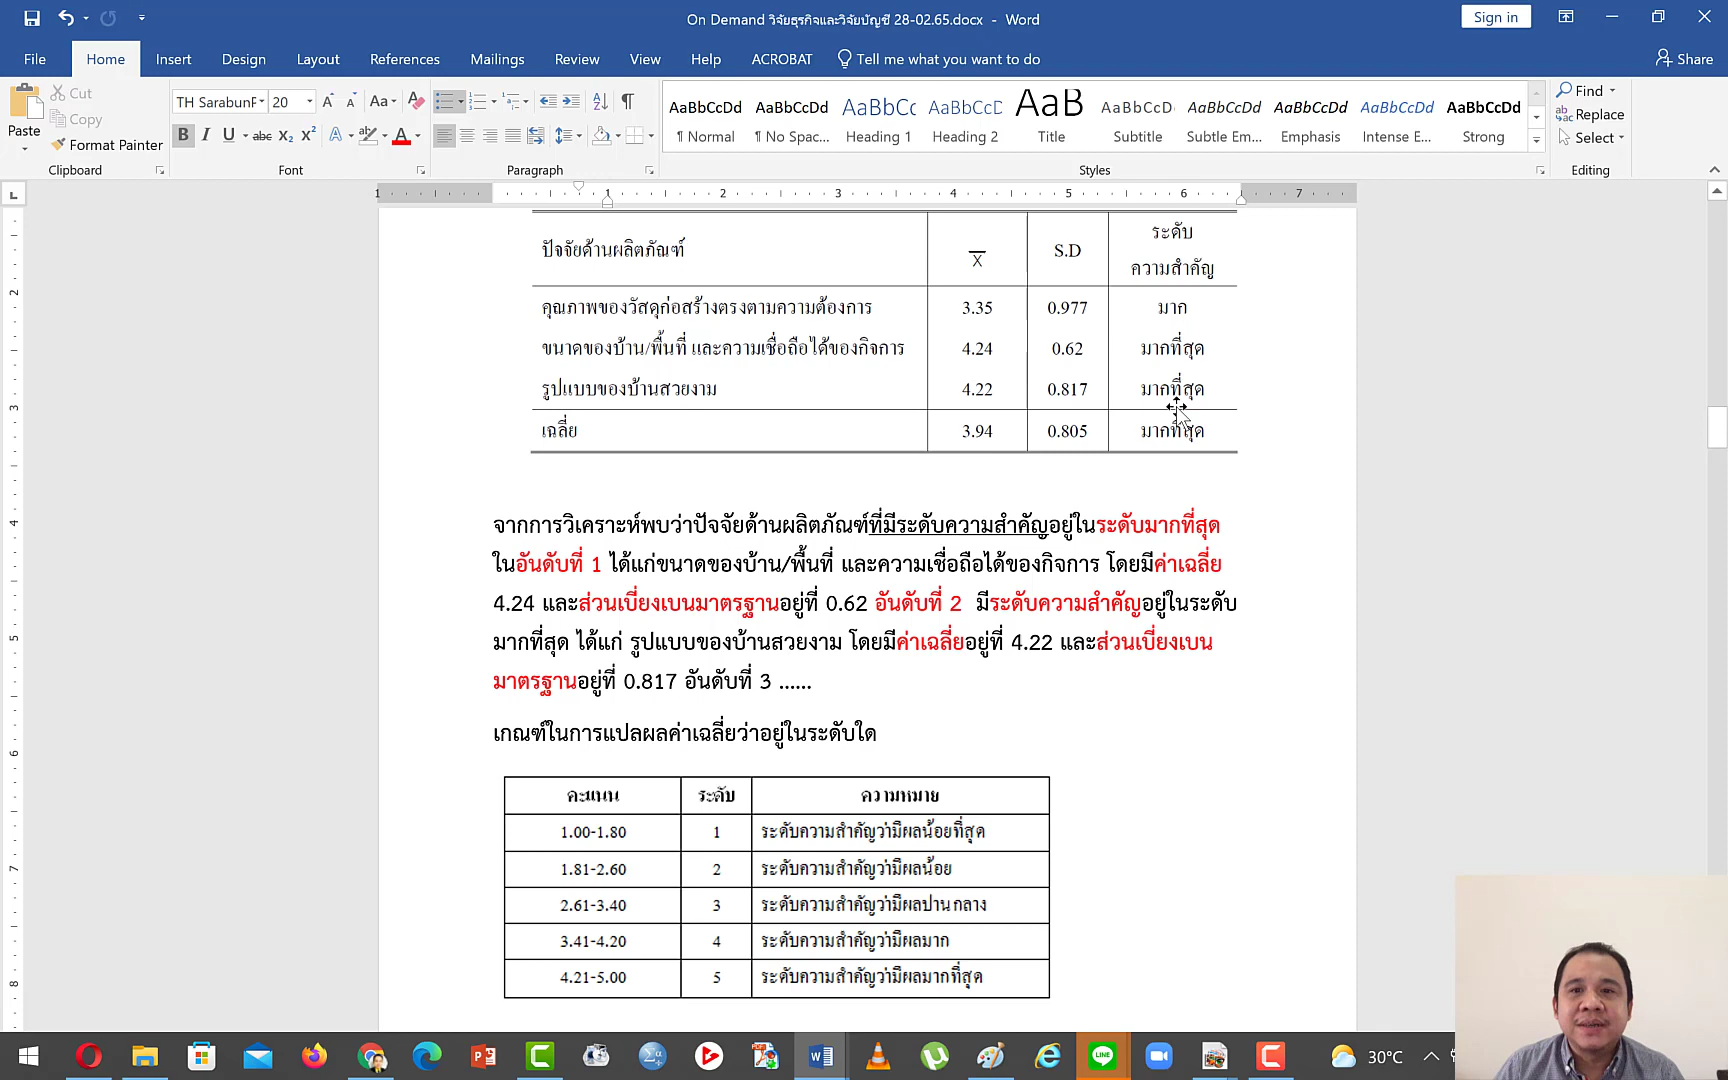 On Demand วิจัยธุรกิจและวิจัยบัญชี 28-02.65.docx - Word
Sign in
File Home Insert Design Layout References Mailings Review View Help ACROBAT Tell me what you want to do Share
Paste
Cut
Copy
Format Painter
Clipboard
TH SarabunF 20
Font
Paragraph
AaBbCcDd AaBbCcDd AaBbCc AaBbCcD AaB AaBbCcD AaBbCcDd AaBbCcDd AaBbCcDd AaBbCcDd
¶ Normal ¶ No Spac... Heading 1 Heading 2 Title Subtitle Subtle Em... Emphasis Intense E... Strong
Styles
Find
Replace
Select
Editing
1 1 2 3 4 5 6 7
ปัจจัยด้านผลิตภัณฑ์ X S.D ระดับ
ความสำคัญ
คุณภาพของวัสดุก่อสร้างตรงตามความต้องการ 3.35 0.977 มาก
ขนาดของบ้าน/พื้นที่ และความเชื่อถือได้ของกิจการ 4.24 0.62 มากที่สุด
รูปแบบของบ้านสวยงาม 4.22 0.817 มากที่สุด
เฉลี่ย 3.94 0.805 มากที่สุด
จากการวิเคราะห์พบว่าปัจจัยด้านผลิตภัณฑ์ที่มีระดับความสำคัญอยู่ในระดับมากที่สุด
ในอันดับที่ 1 ได้แก่ขนาดของบ้าน/พื้นที่ และความเชื่อถือได้ของกิจการ โดยมีค่าเฉลี่ย
4.24 และส่วนเบี่ยงเบนมาตรฐานอยู่ที่ 0.62 อันดับที่ 2 มีระดับความสำคัญอยู่ในระดับ
มากที่สุด ได้แก่ รูปแบบของบ้านสวยงาม โดยมีค่าเฉลี่ยอยู่ที่ 4.22 และส่วนเบี่ยงเบน
มาตรฐานอยู่ที่ 0.817 อันดับที่ 3 ......
เกณฑ์ในการแปลผลค่าเฉลี่ยว่าอยู่ในระดับใด
คะแนน ระดับ ความหมาย
1.00-1.80 1 ระดับความสำคัญว่ามีผลน้อยที่สุด
1.81-2.60 2 ระดับความสำคัญว่ามีผลน้อย
2.61-3.40 3 ระดับความสำคัญว่ามีผลปานกลาง
3.41-4.20 4 ระดับความสำคัญว่ามีผลมาก
4.21-5.00 5 ระดับความสำคัญว่ามีผลมากที่สุด
2
3
4
5
6
7
8
30°C